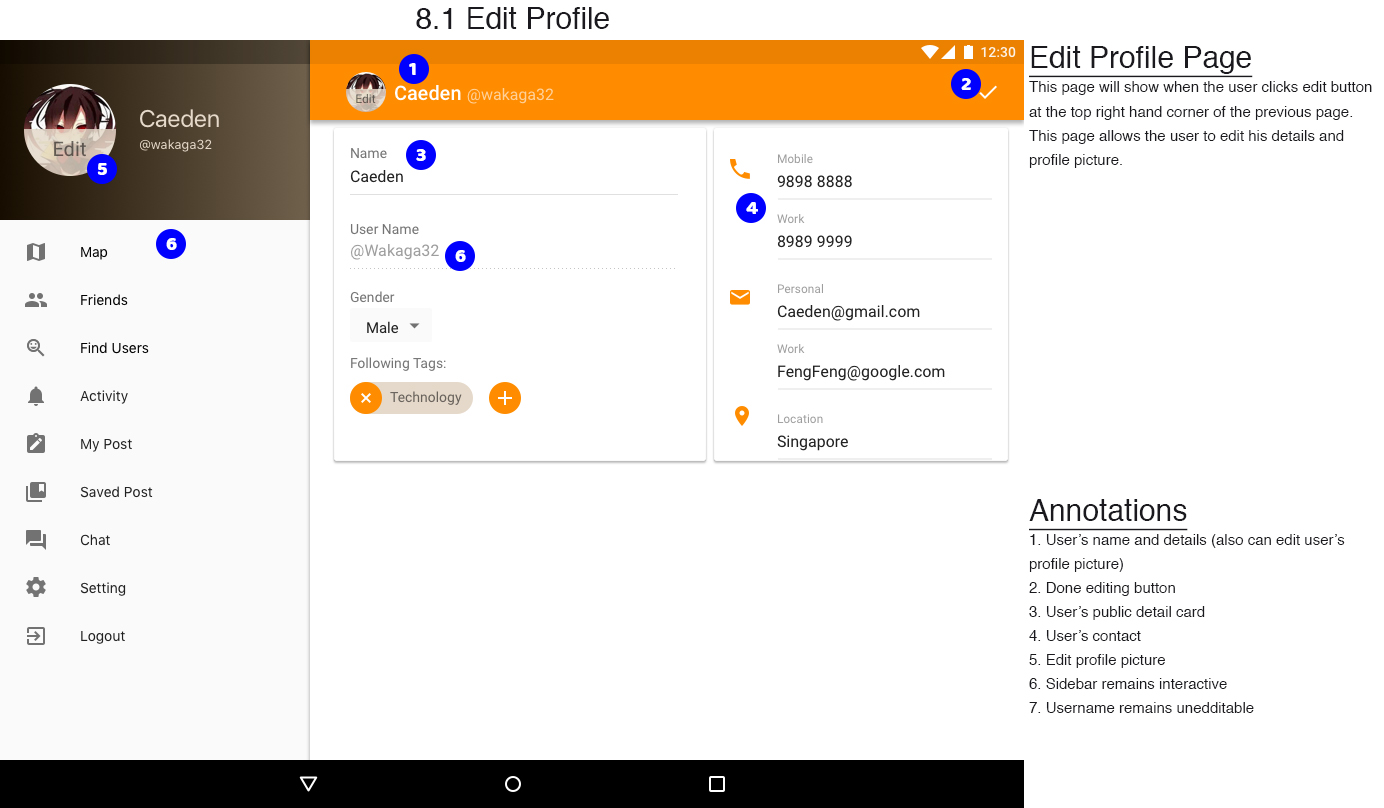 8.1 Edit Profile
Caeden
@wakaga32
Edit
5
Map
6
Friends
Find Users
Activity
My Post
Saved Post
Chat
Setting
Logout
12:30
1
Edit
Caeden @wakaga32
2
Name
3
Caeden
User Name
@Wakaga32
6
Gender
Male
Following Tags:
Technology
Mobile
9898 8888
4
Work
8989 9999
Personal
Caeden@gmail.com
Work
FengFeng@google.com
Location
Singapore
Edit Profile Page
This page will show when the user clicks edit button
at the top right hand corner of the previous page.
This page allows the user to edit his details and
profile picture.
Annotations
1. User’s name and details (also can edit user’s
profile picture)
2. Done editing button
3. User’s public detail card
4. User’s contact
5. Edit profile picture
6. Sidebar remains interactive
7. Username remains unedditable